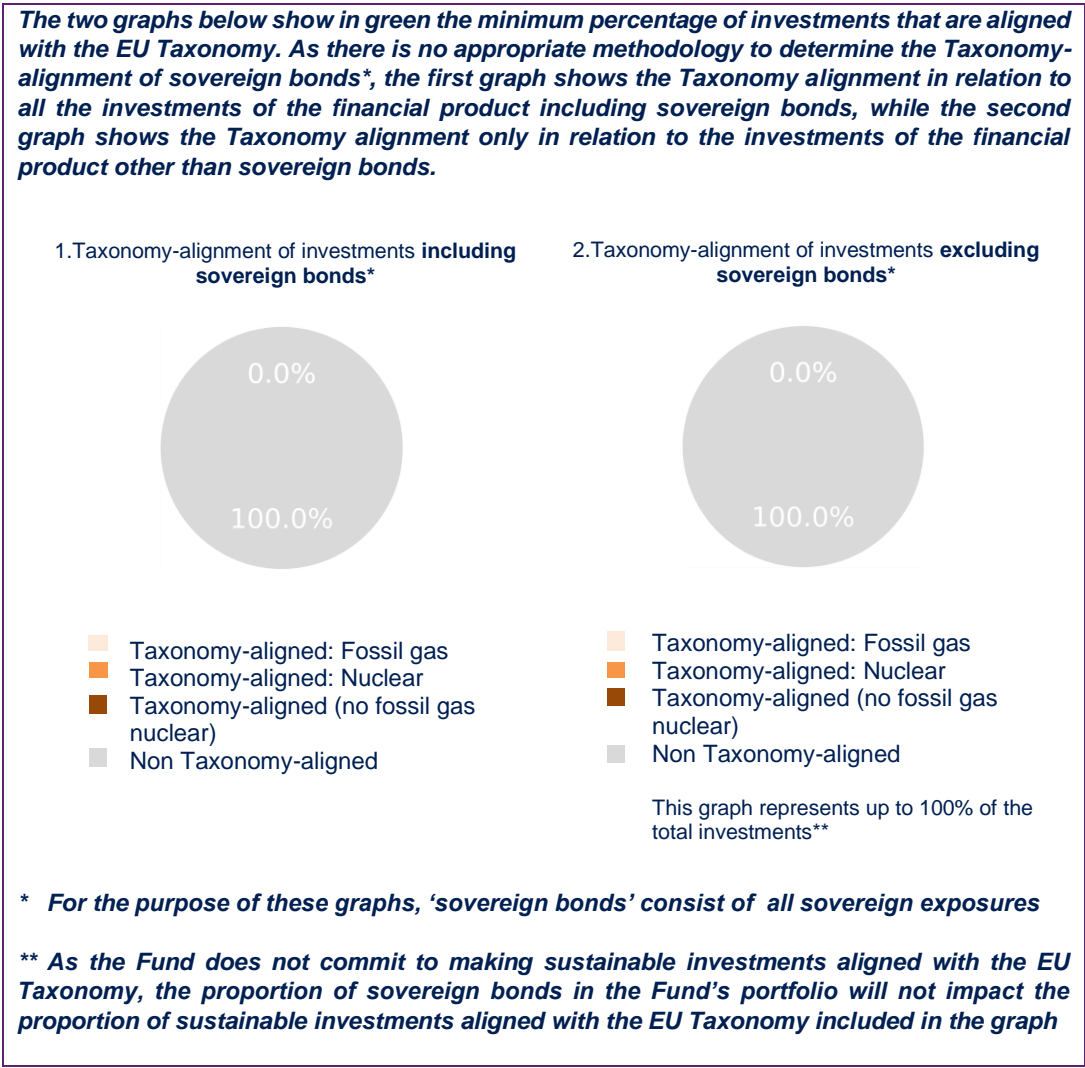 The two graphs below show in green the minimum percentage of investments that are aligned
with the EU Taxonomy. As there is no appropriate methodology to determine the Taxonomy-
alignment of sovereign bonds*, the first graph shows the Taxonomy alignment in relation to
all the investments of the financial product including sovereign bonds, while the second
graph shows the Taxonomy alignment only in relation to the investments of the financial
product other than sovereign bonds.
1.Taxonomy-alignment of investments including
sovereign bonds*
0.0%
100.0%
Taxonomy-aligned: Fossil gas
Taxonomy-aligned: Nuclear
Taxonomy-aligned (no fossil gas
nuclear)
Non Taxonomy-aligned
2.Taxonomy-alignment of investments excluding
sovereign bonds*
0.0%
100.0%
Taxonomy-aligned: Fossil gas
Taxonomy-aligned: Nuclear
Taxonomy-aligned (no fossil gas
nuclear)
Non Taxonomy-aligned
This graph represents up to 100% of the
total investments**
* For the purpose of these graphs, ‘sovereign bonds’ consist of all sovereign exposures
** As the Fund does not commit to making sustainable investments aligned with the EU
Taxonomy, the proportion of sovereign bonds in the Fund’s portfolio will not impact the
proportion of sustainable investments aligned with the EU Taxonomy included in the graph